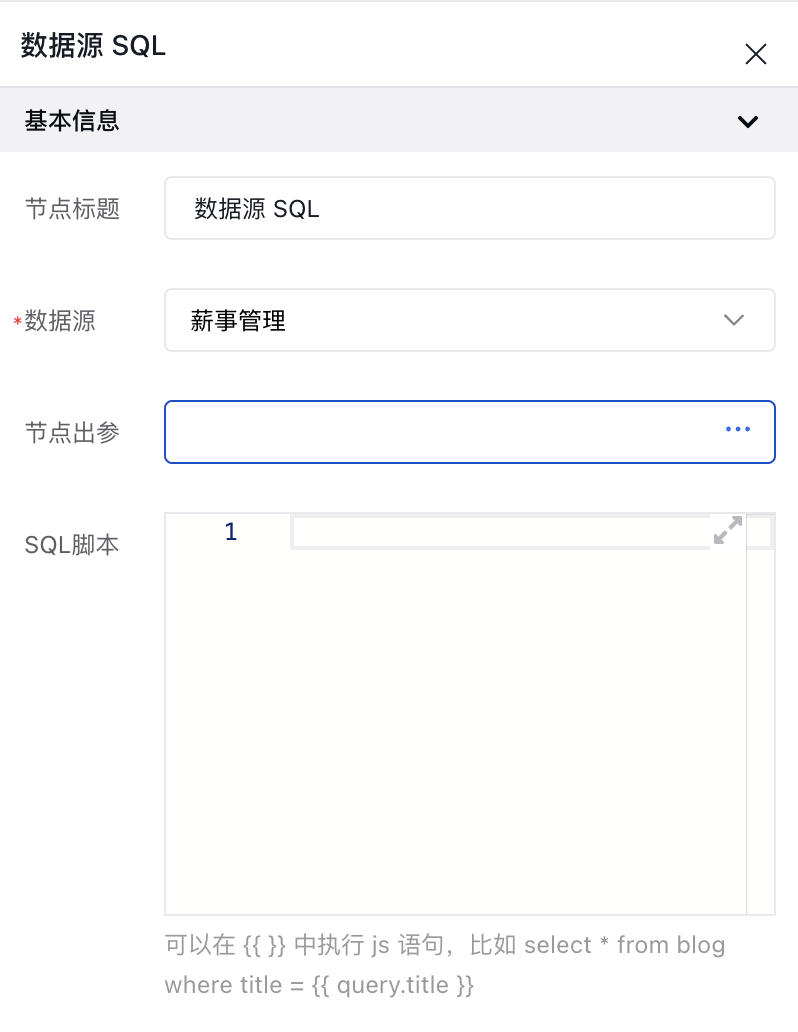 数据源 SQL
基本信息
节点标题
数据源 SQL
*数据源
薪事管理
节点出参
SQL脚本
1
可以在 {{ }} 中执行 js 语句，比如 select * from blog
where title = {{ query.title }}